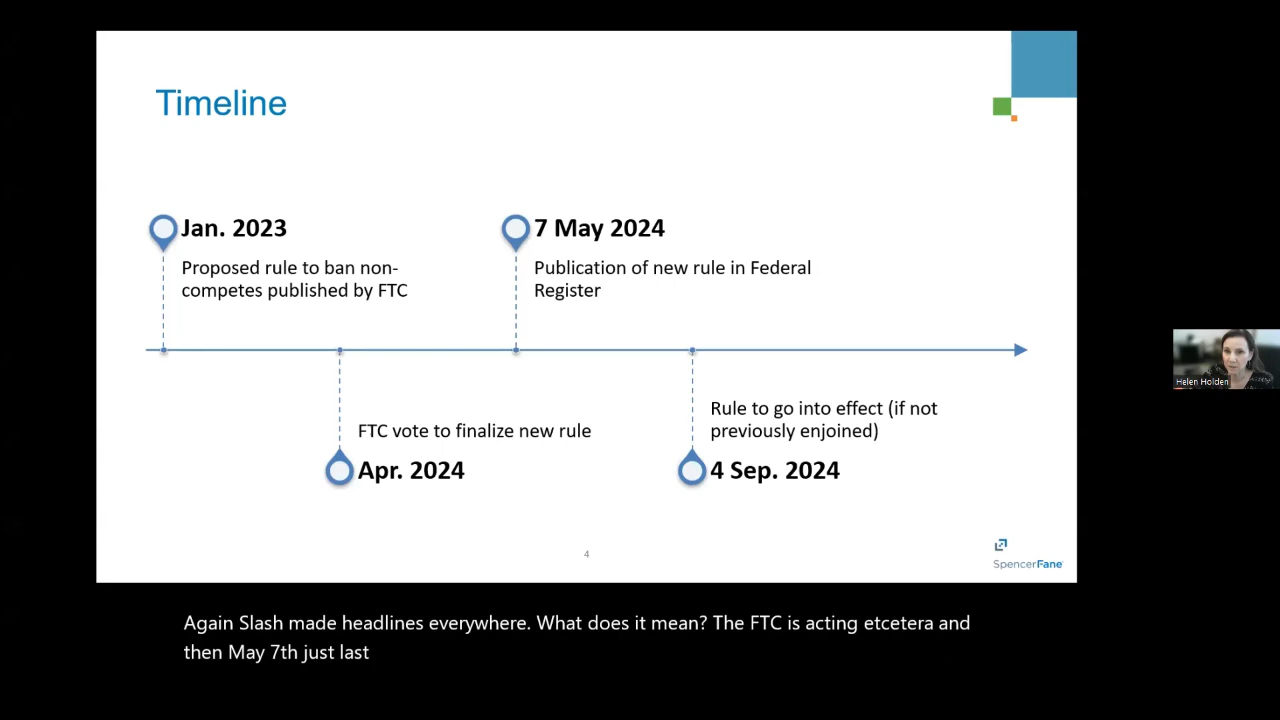 Timeline
Jan. 2023
Proposed rule to ban non-
competes published by FTC
7 May 2024
Publication of new rule in Federal
Register
FTC vote to finalize new rule
Apr. 2024
Rule to go into effect (if not
previously enjoined)
4 Sep. 2024
4
SpencerFane
Helen Holden
Again Slash made headlines everywhere. What does it mean? The FTC is acting etcetera and
then May 7th just last